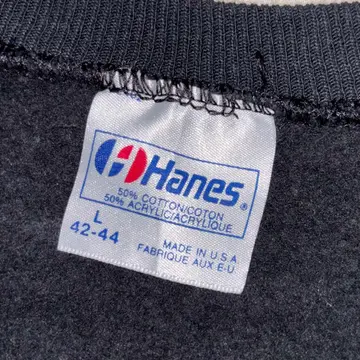 Hanes®
50% COTTON/COTON
50% ACRYLIC/ACRYLIQUE
L
42-44
MADE IN U.S.A
FABRIQUE AUX E-U.